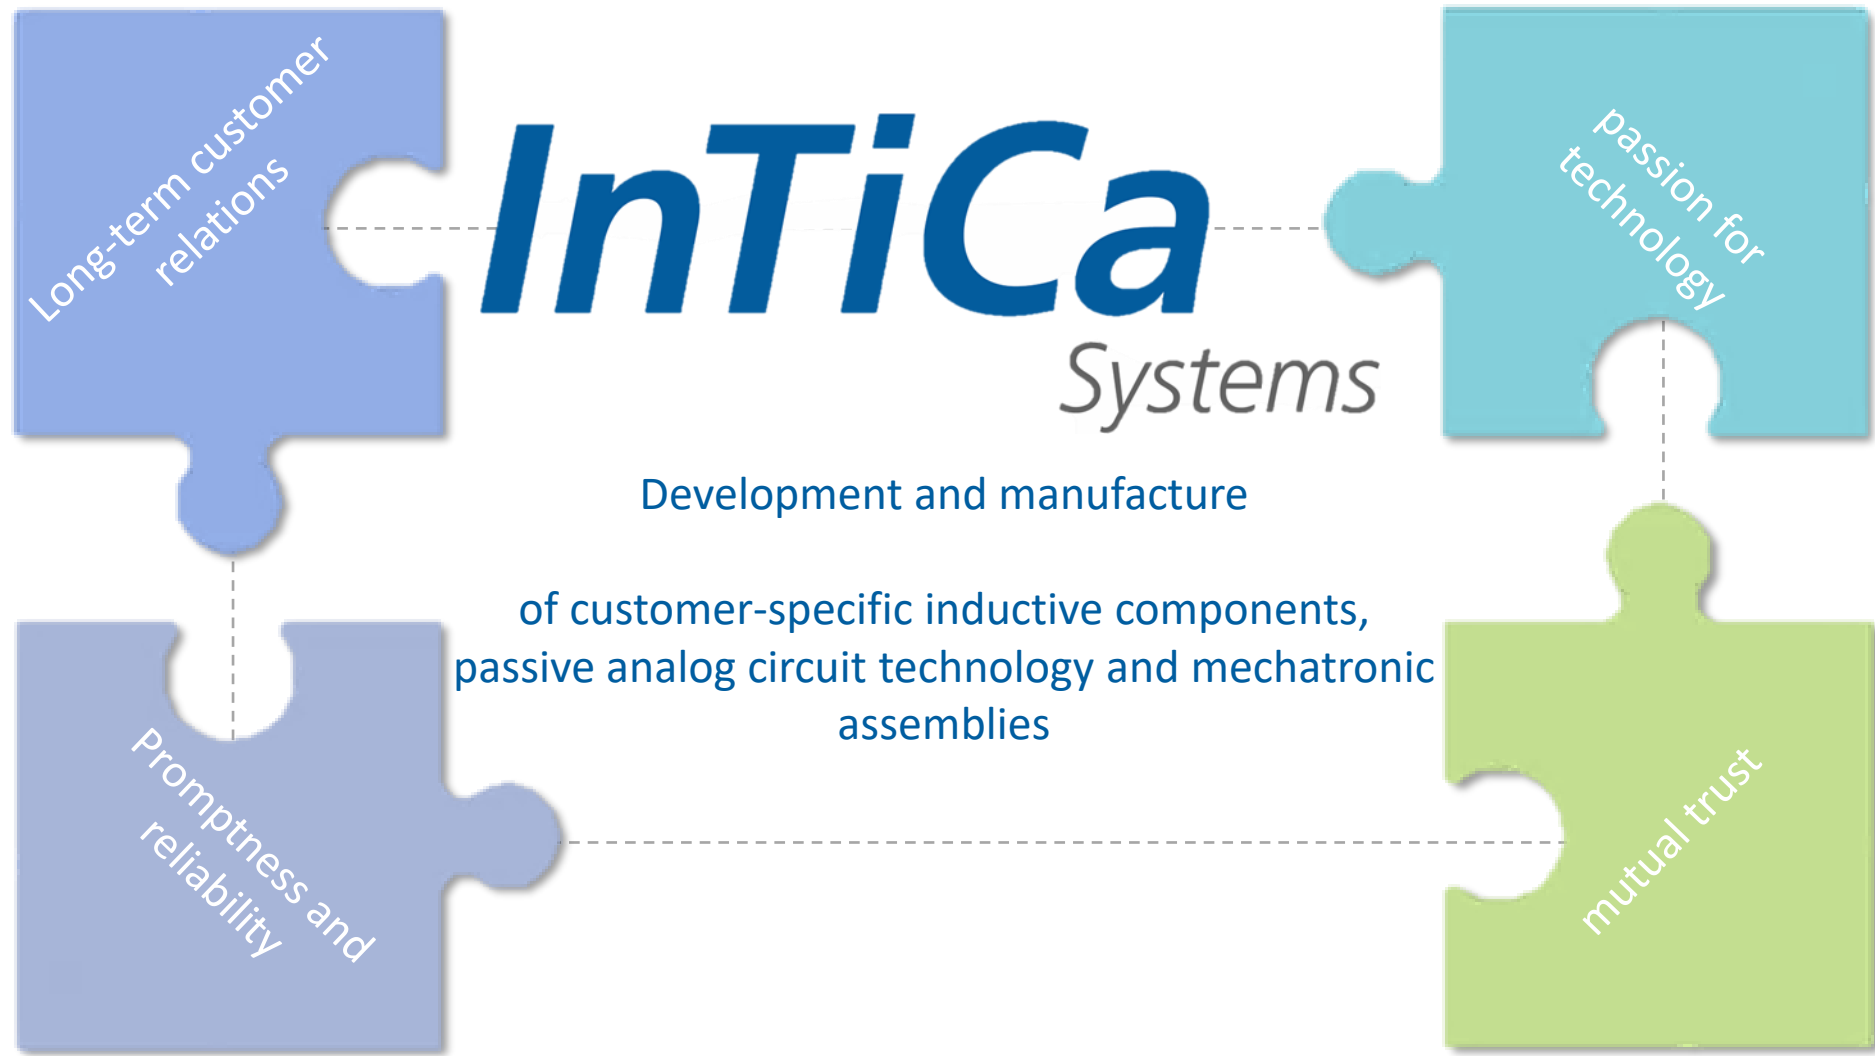 Long-term customer
relations
InTiCa
Systems
passion for
technology
Development and manufacture
of customer-specific inductive components,
passive analog circuit technology and mechatronic
assemblies
Promptness and
reliability
mutual trust